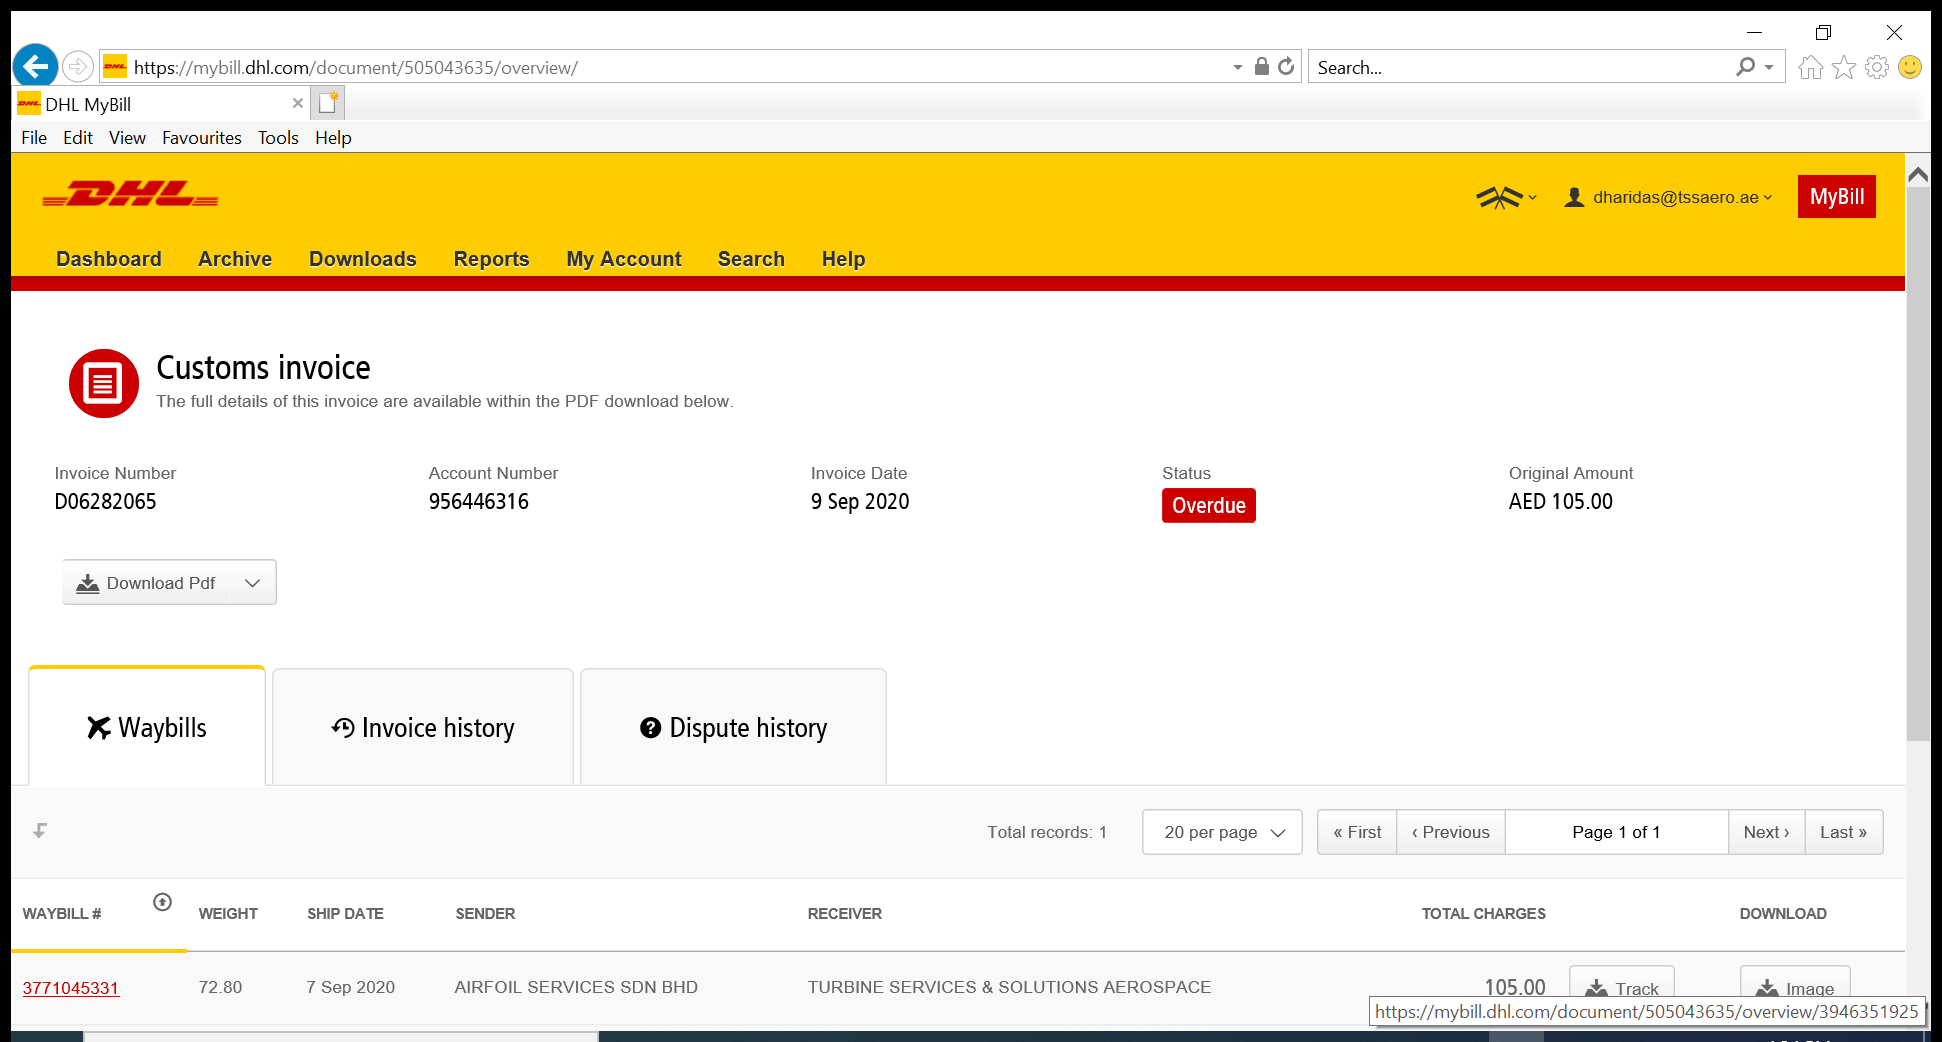 https://mybill.dhl.com/document/505043635/overview/
Search...
DHL MyBill
File Edit View Favourites Tools Help
DHL
dharidas@tssaero.ae
MyBill
Dashboard Archive Downloads Reports My Account Search Help
Customs invoice
The full details of this invoice are available within the PDF download below.
Invoice Number Account Number Invoice Date Status Original Amount
D06282065 956446316 9 Sep 2020 Overdue AED 105.00
Download Pdf
Waybills Invoice history Dispute history
Total records: 1 20 per page « First ‹ Previous Page 1 of 1 Next › Last »
WAYBILL # WEIGHT SHIP DATE SENDER RECEIVER TOTAL CHARGES DOWNLOAD
3771045331 72.80 7 Sep 2020 AIRFOIL SERVICES SDN BHD TURBINE SERVICES & SOLUTIONS AEROSPACE 105.00 Track Image
https://mybill.dhl.com/document/505043635/overview/3946351925